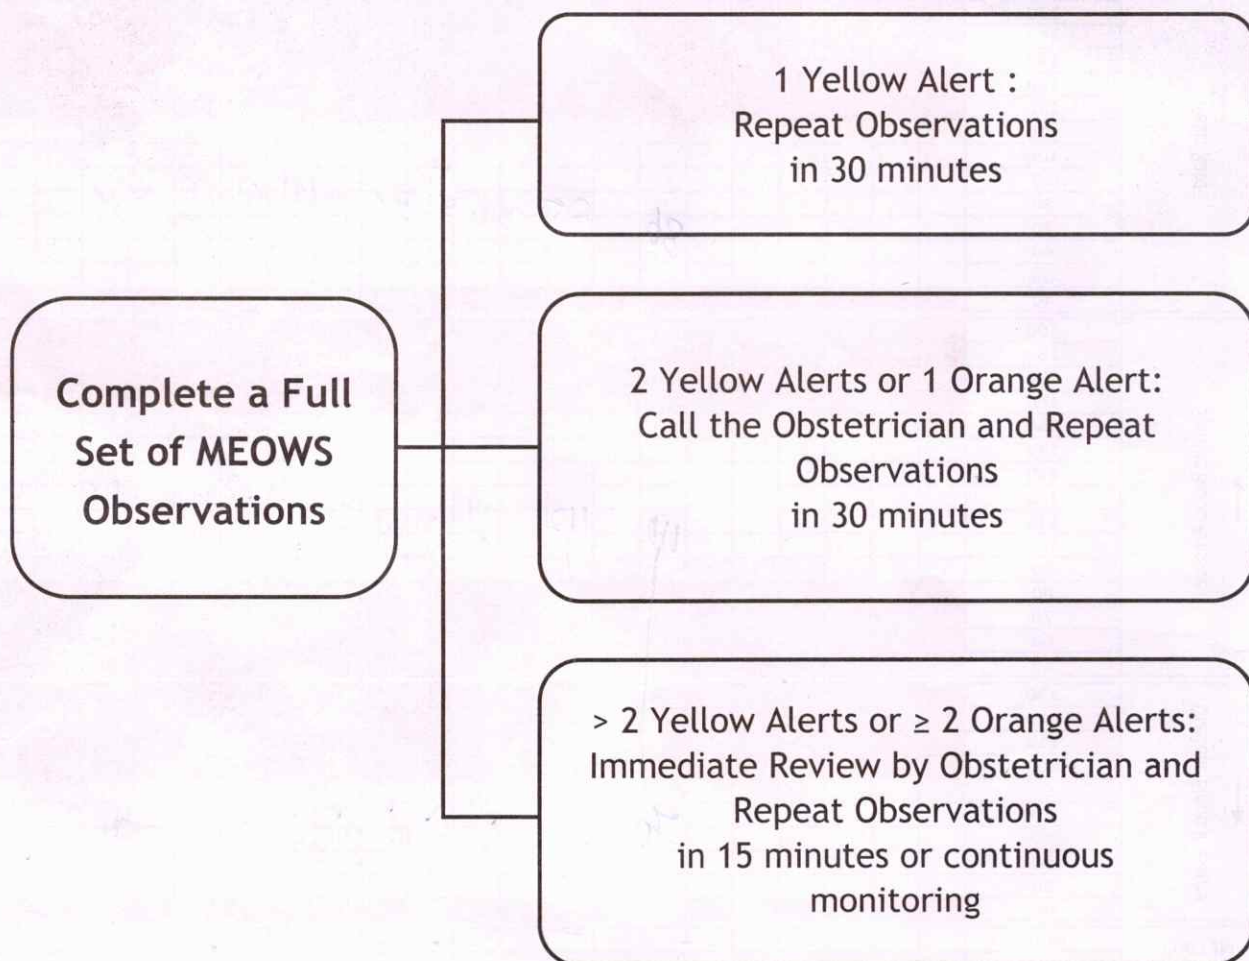 Complete a Full
Set of MEOWS
Observations
1 Yellow Alert :
Repeat Observations
in 30 minutes
2 Yellow Alerts or 1 Orange Alert:
Call the Obstetrician and Repeat
Observations
in 30 minutes
> 2 Yellow Alerts or ≥ 2 Orange Alerts:
Immediate Review by Obstetrician and
Repeat Observations
in 15 minutes or continuous
monitoring